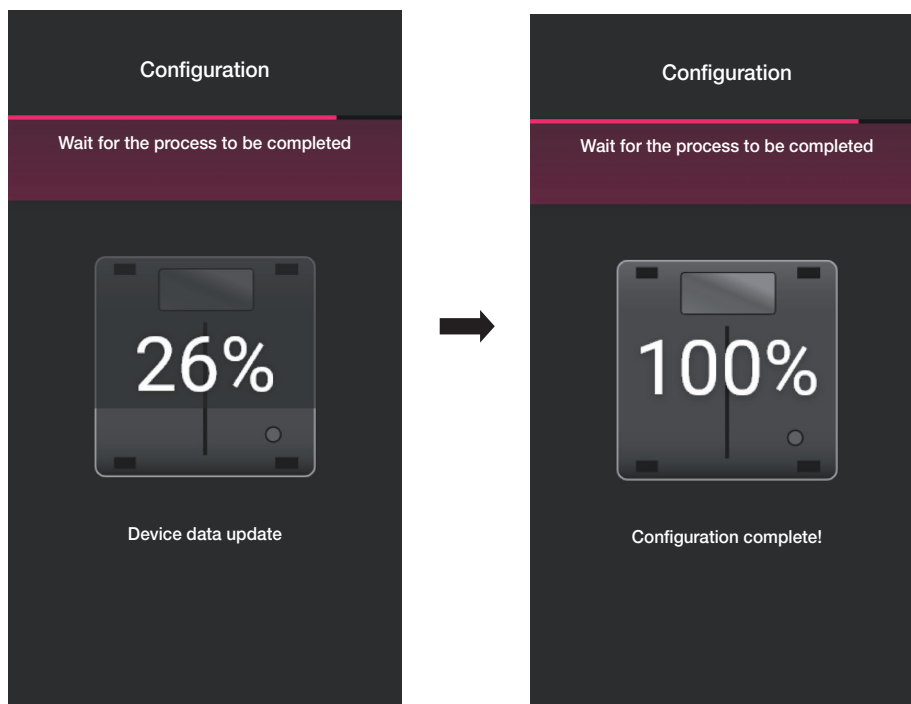 Configuration
Wait for the process to be completed
26%
Device data update
Configuration
Wait for the process to be completed
100%
Configuration complete!